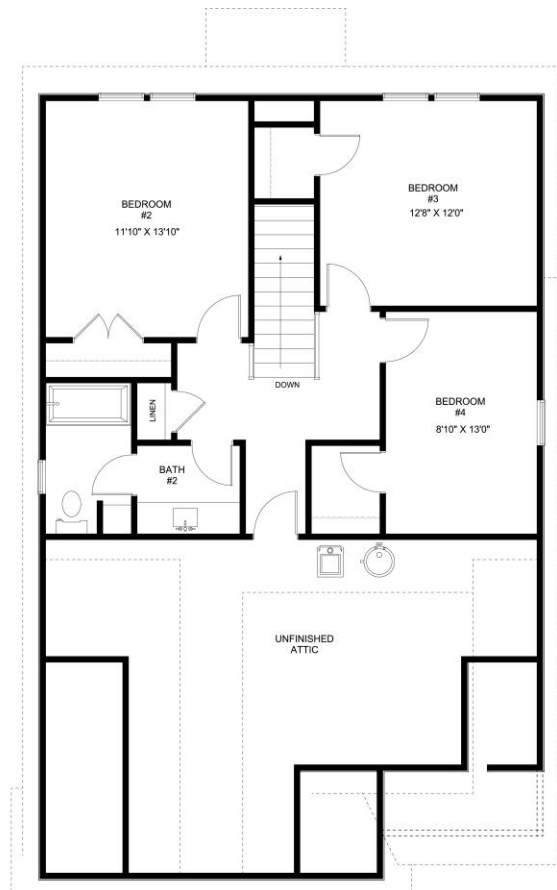 BEDROOM
#2
11'10" X 13'10"
BEDROOM
#3
12'8" X 12'0"
DOWN
BEDROOM
#4
8'10" X 13'0"
LINEN
BATH
#2
UNFINISHED
ATTIC